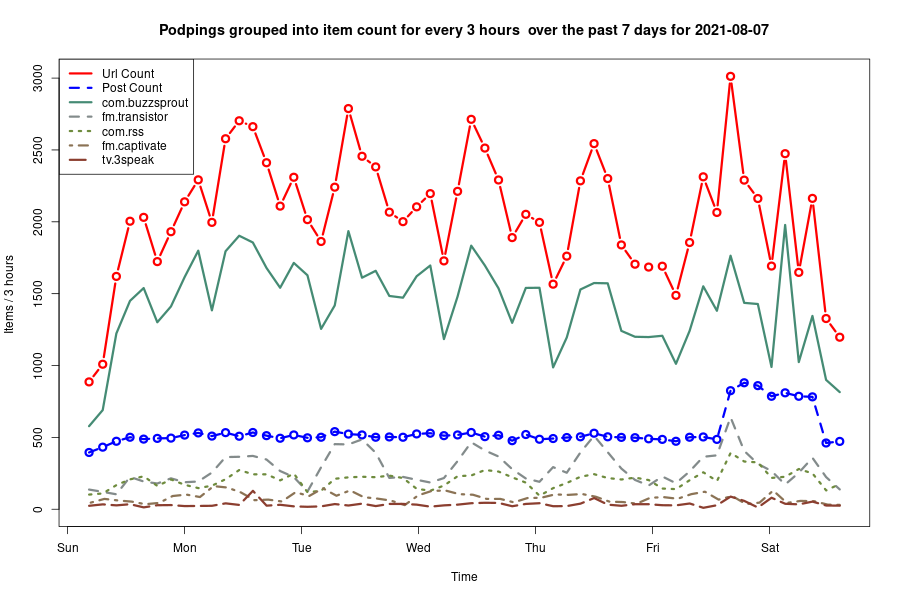 Podpings grouped into item count for every 3 hours  over the past 7 days for 2021-08-07
Url Count
Post Count
com.buzzsprout
fm.transistor
com.rss
fm.captivate
tv.3speak
Items / 3 hours
3000
2500
2000
1500
1000
500
0
Sun Mon Tue Wed Thu Fri Sat
Time